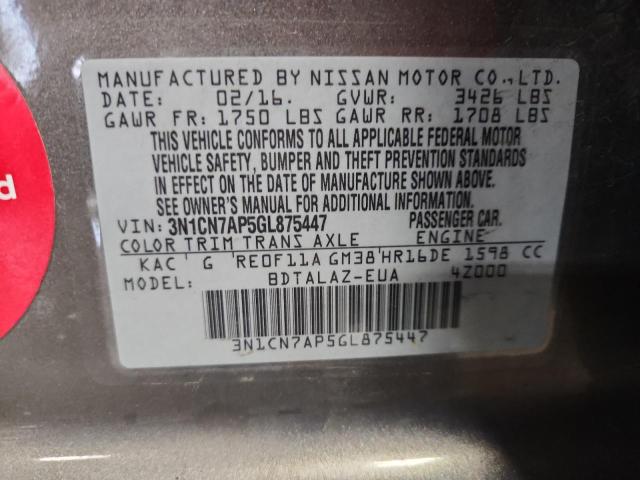 MANUFACTURED BY NISSAN MOTOR CO., LTD.
DATE: 02/16. GVWR: 3426 LBS
GAWR FR: 1750 LBS GAWR RR: 1708 LBS
THIS VEHICLE CONFORMS TO ALL APPLICABLE FEDERAL MOTOR
VEHICLE SAFETY, BUMPER AND THEFT PREVENTION STANDARDS
IN EFFECT ON THE DATE OF MANUFACTURE SHOWN ABOVE.
SEE OWNER'S MANUAL FOR ADDITIONAL INFORMATION.
VIN: 3N1CN7AP5GL875447 PASSENGER CAR.
COLOR TRIM TRANS AXLE ENGINE
KAC G RE0F11A GM38 HR16DE 1598 CC
MODEL: BDTALAZ-EUA 4Z000
3N1CN7AP5GL875447